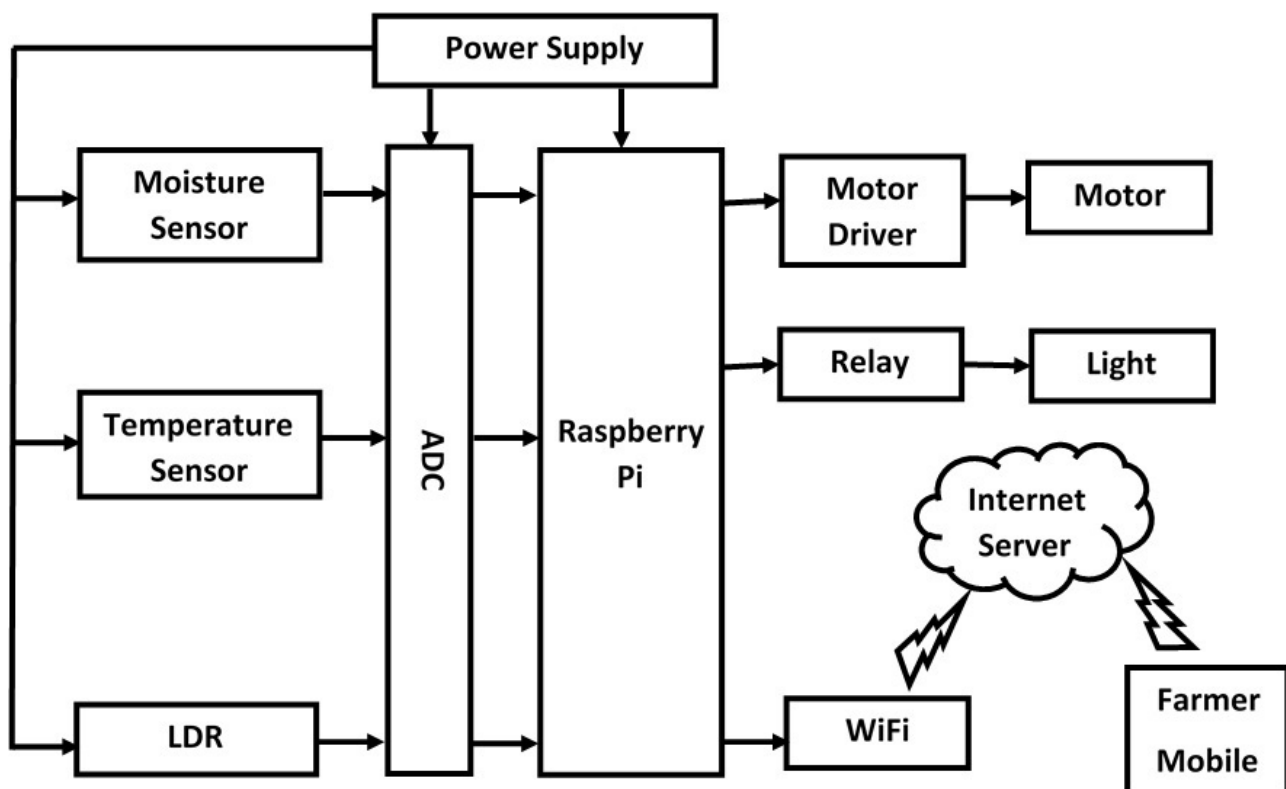 Power Supply
Moisture
Sensor
Motor
Driver
Motor
Relay
Light
Temperature
Sensor
ADC
Raspberry
Pi
Internet
Server
LDR
WiFi
Farmer
Mobile